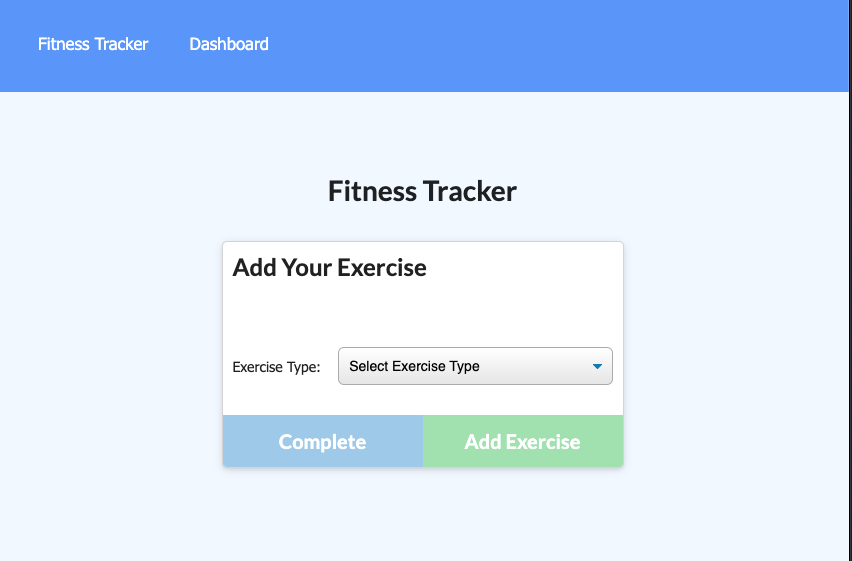 Fitness Tracker Dashboard
Fitness Tracker
Add Your Exercise
Exercise Type: Select Exercise Type
Complete Add Exercise